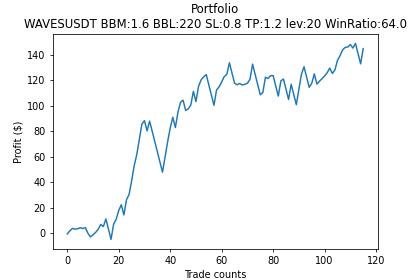 Portfolio
WAVESUSDT BBM:1.6 BBL:220 SL:0.8 TP:1.2 lev:20 WinRatio:64.0
Profit ($)
140
120
100
80
60
40
20
0
0 20 40 60 80 100 120
Trade counts